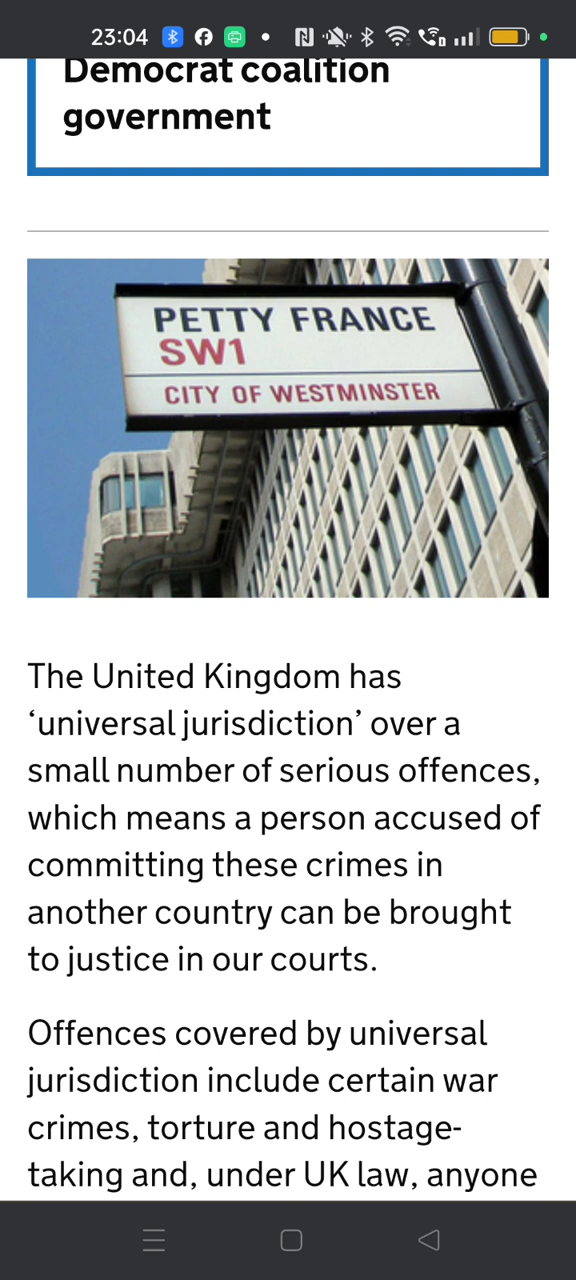 23:04
Democrat coalition
government
PETTY FRANCE
SW1
CITY OF WESTMINSTER
The United Kingdom has
‘universal jurisdiction’ over a
small number of serious offences,
which means a person accused of
committing these crimes in
another country can be brought
to justice in our courts.
Offences covered by universal
jurisdiction include certain war
crimes, torture and hostage-
taking and, under UK law, anyone